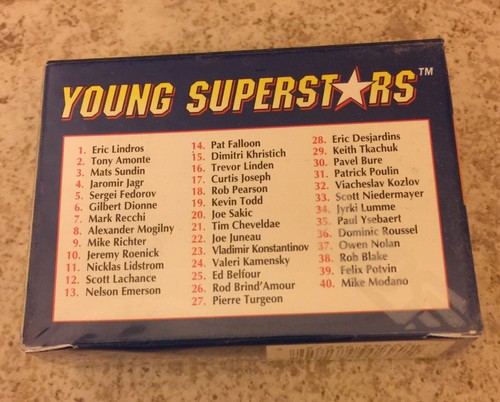 YOUNG SUPERSTARS™
1. Eric Lindros
2. Tony Amonte
3. Mats Sundin
4. Jaromir Jagr
5. Sergei Fedorov
6. Gilbert Dionne
7. Mark Recchi
8. Alexander Mogilny
9. Mike Richter
10. Jeremy Roenick
11. Nicklas Lidstrom
12. Scott Lachance
13. Nelson Emerson
14. Pat Falloon
15. Dimitri Khristich
16. Trevor Linden
17. Curtis Joseph
18. Rob Pearson
19. Kevin Todd
20. Joe Sakic
21. Tim Cheveldae
22. Joe Juneau
23. Vladimir Konstantinov
24. Valeri Kamensky
25. Ed Belfour
26. Rod Brind'Amour
27. Pierre Turgeon
28. Eric Desjardins
29. Keith Tkachuk
30. Pavel Bure
31. Patrick Poulin
32. Viacheslav Kozlov
33. Scott Niedermayer
34. Jyrki Lumme
35. Paul Ysebaert
36. Dominic Roussel
37. Owen Nolan
38. Rob Blake
39. Felix Potvin
40. Mike Modano